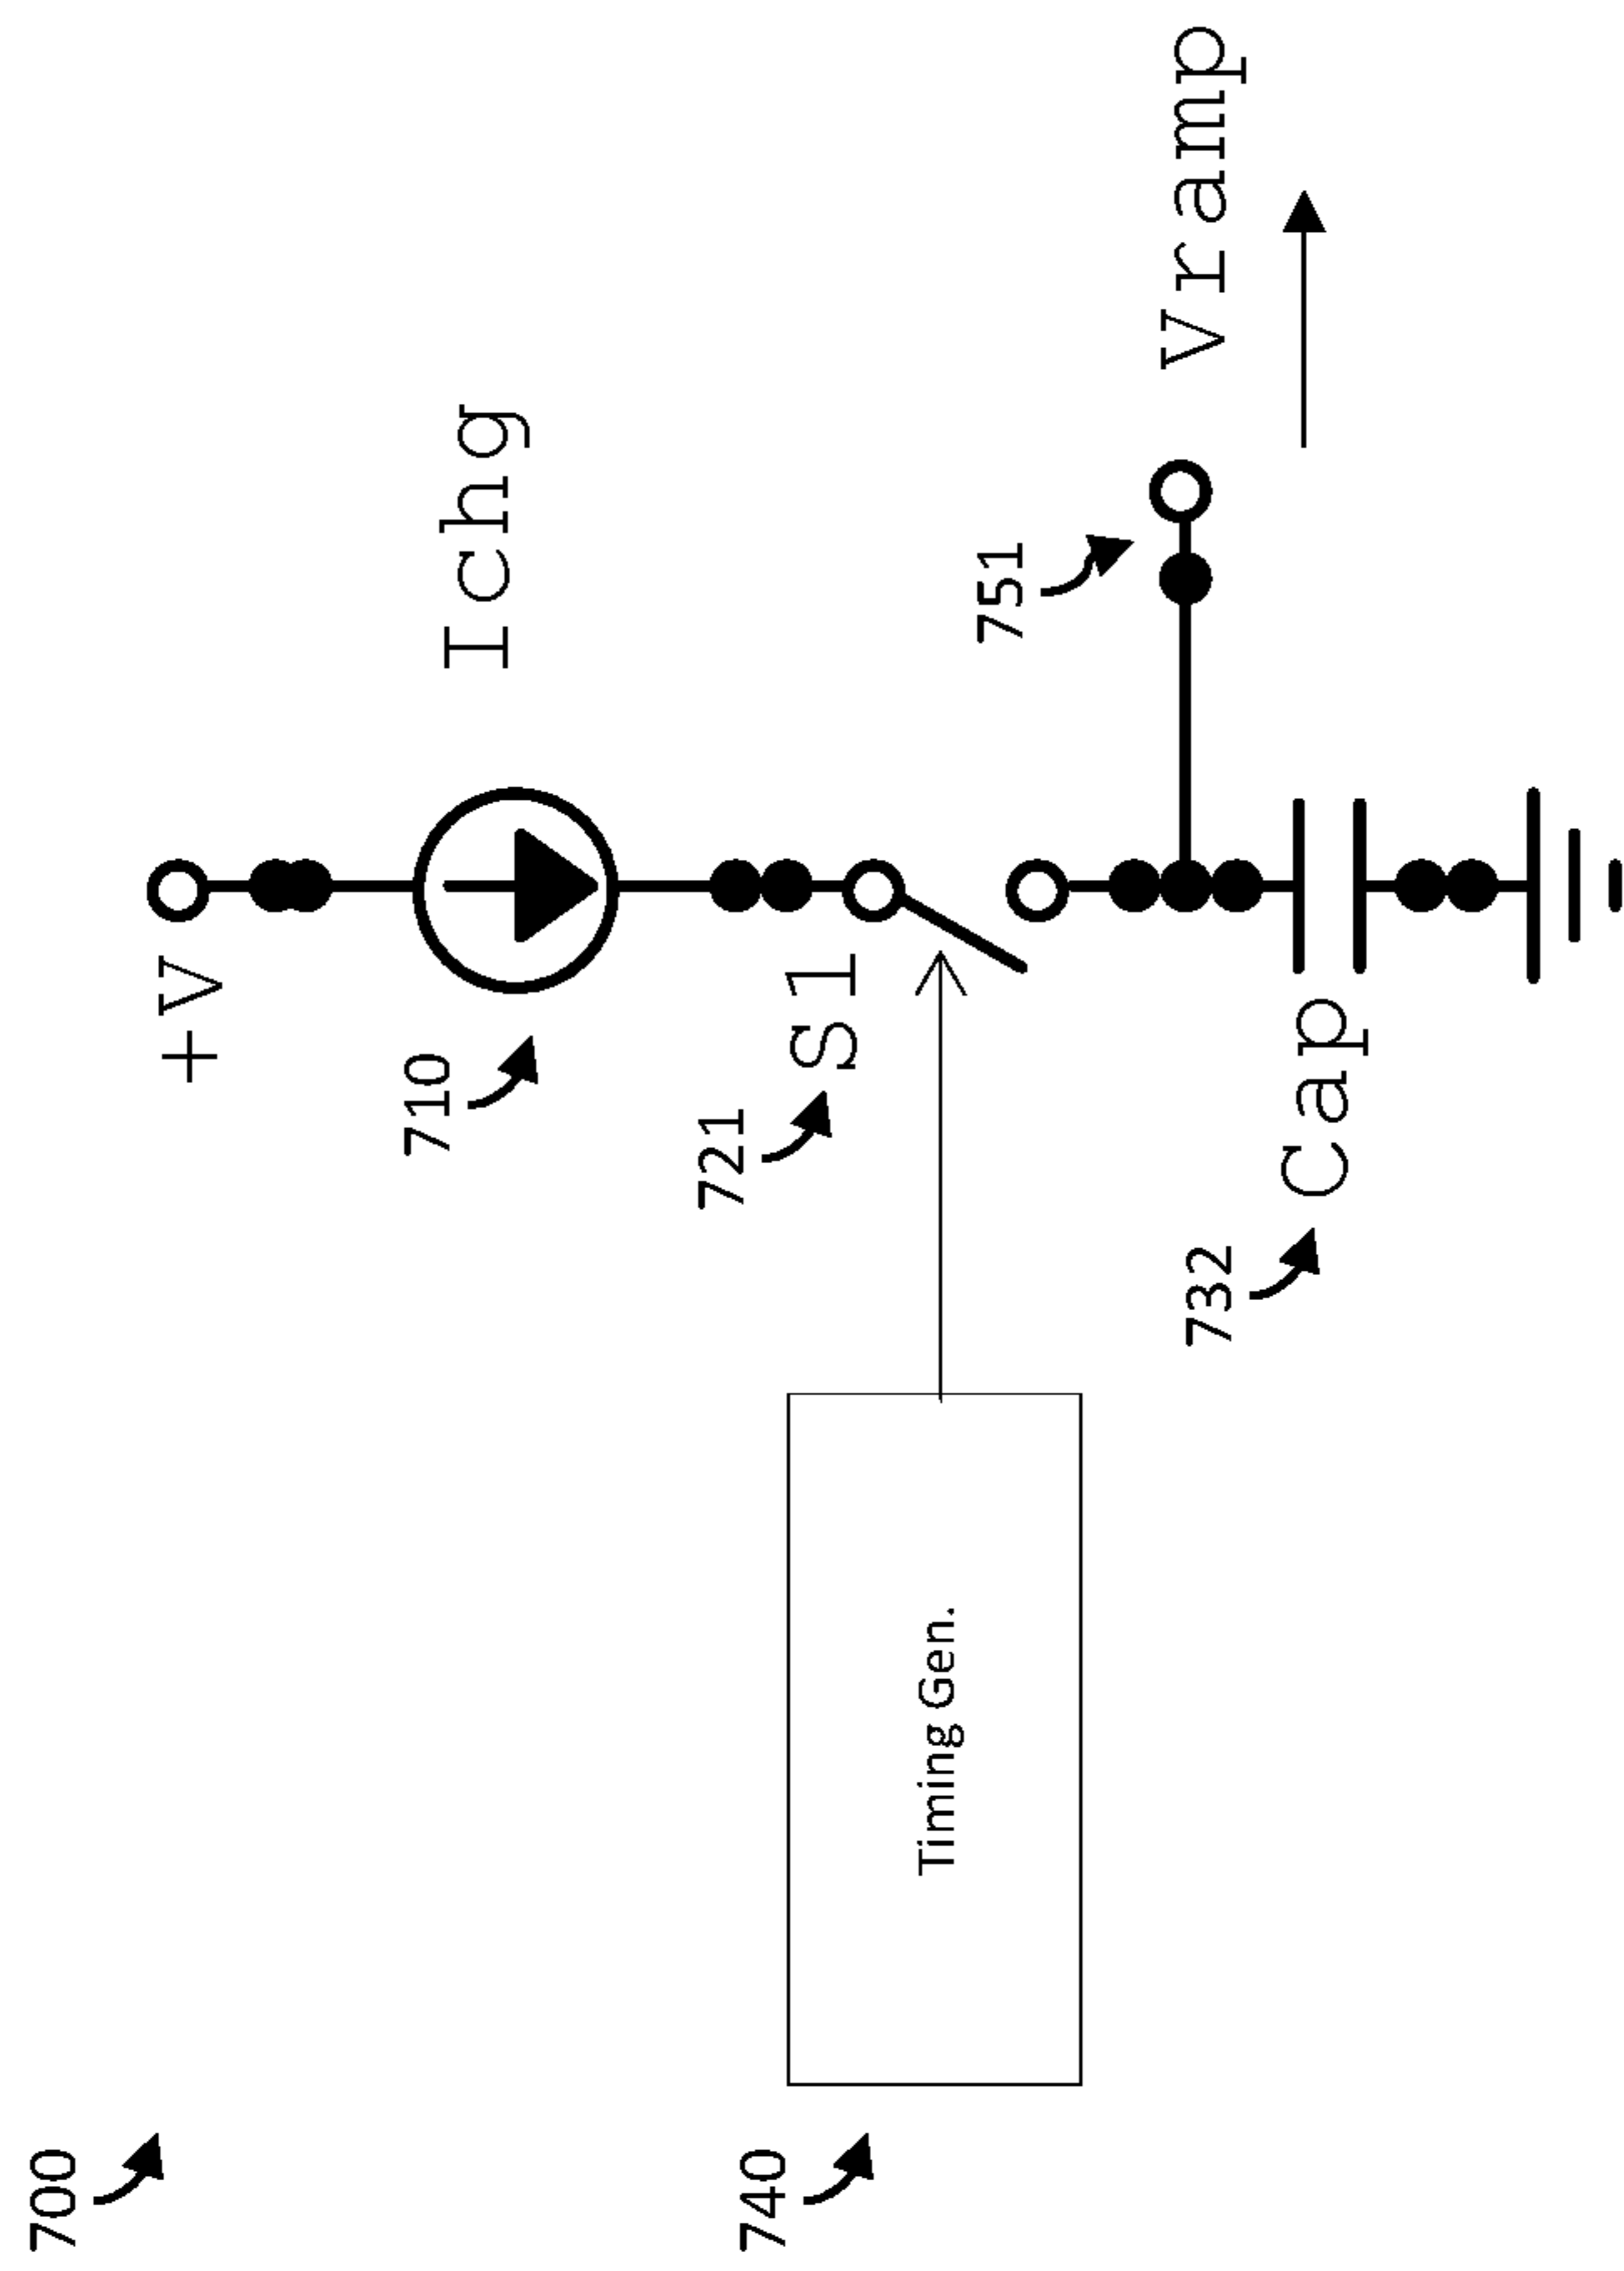 700
+V
710
Ichg
721
S1
740
Timing Gen.
751
Vramp
732
Cap